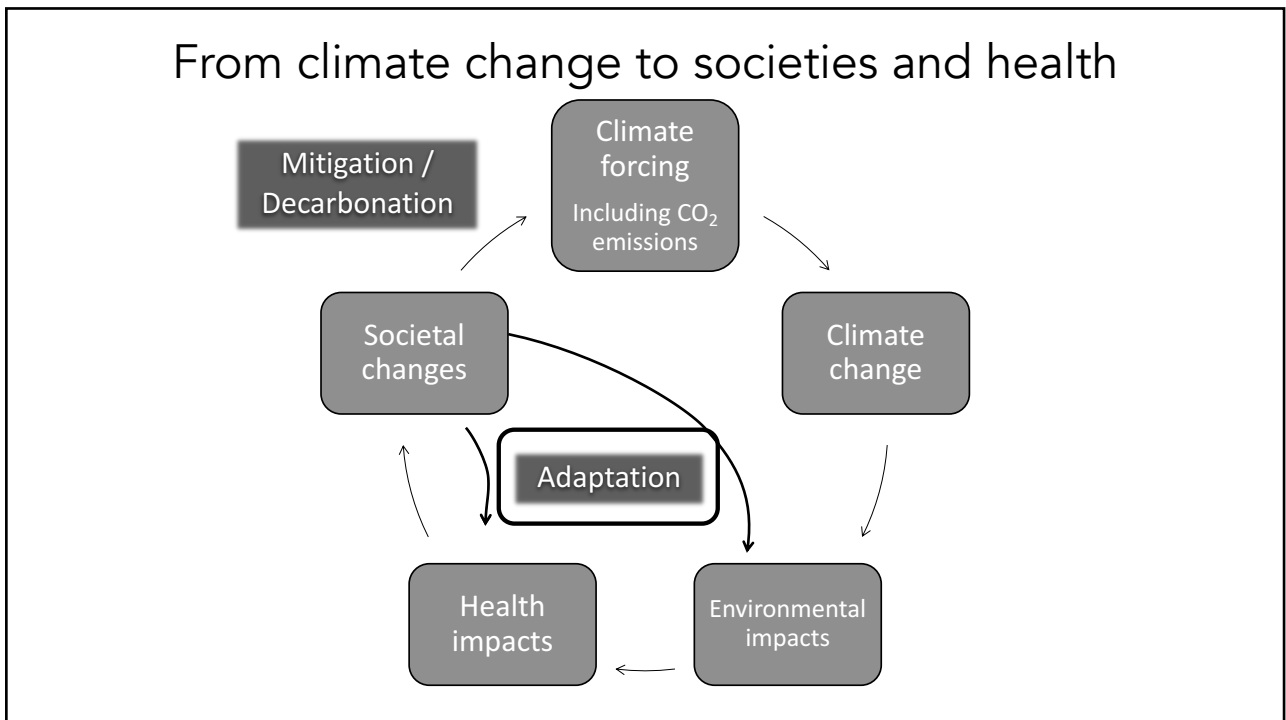 From climate change to societies and health
Climate
forcing
Including CO₂
emissions
Mitigation /
Decarbonation
Societal
changes
Climate
change
Adaptation
Health
impacts
Environmental
impacts